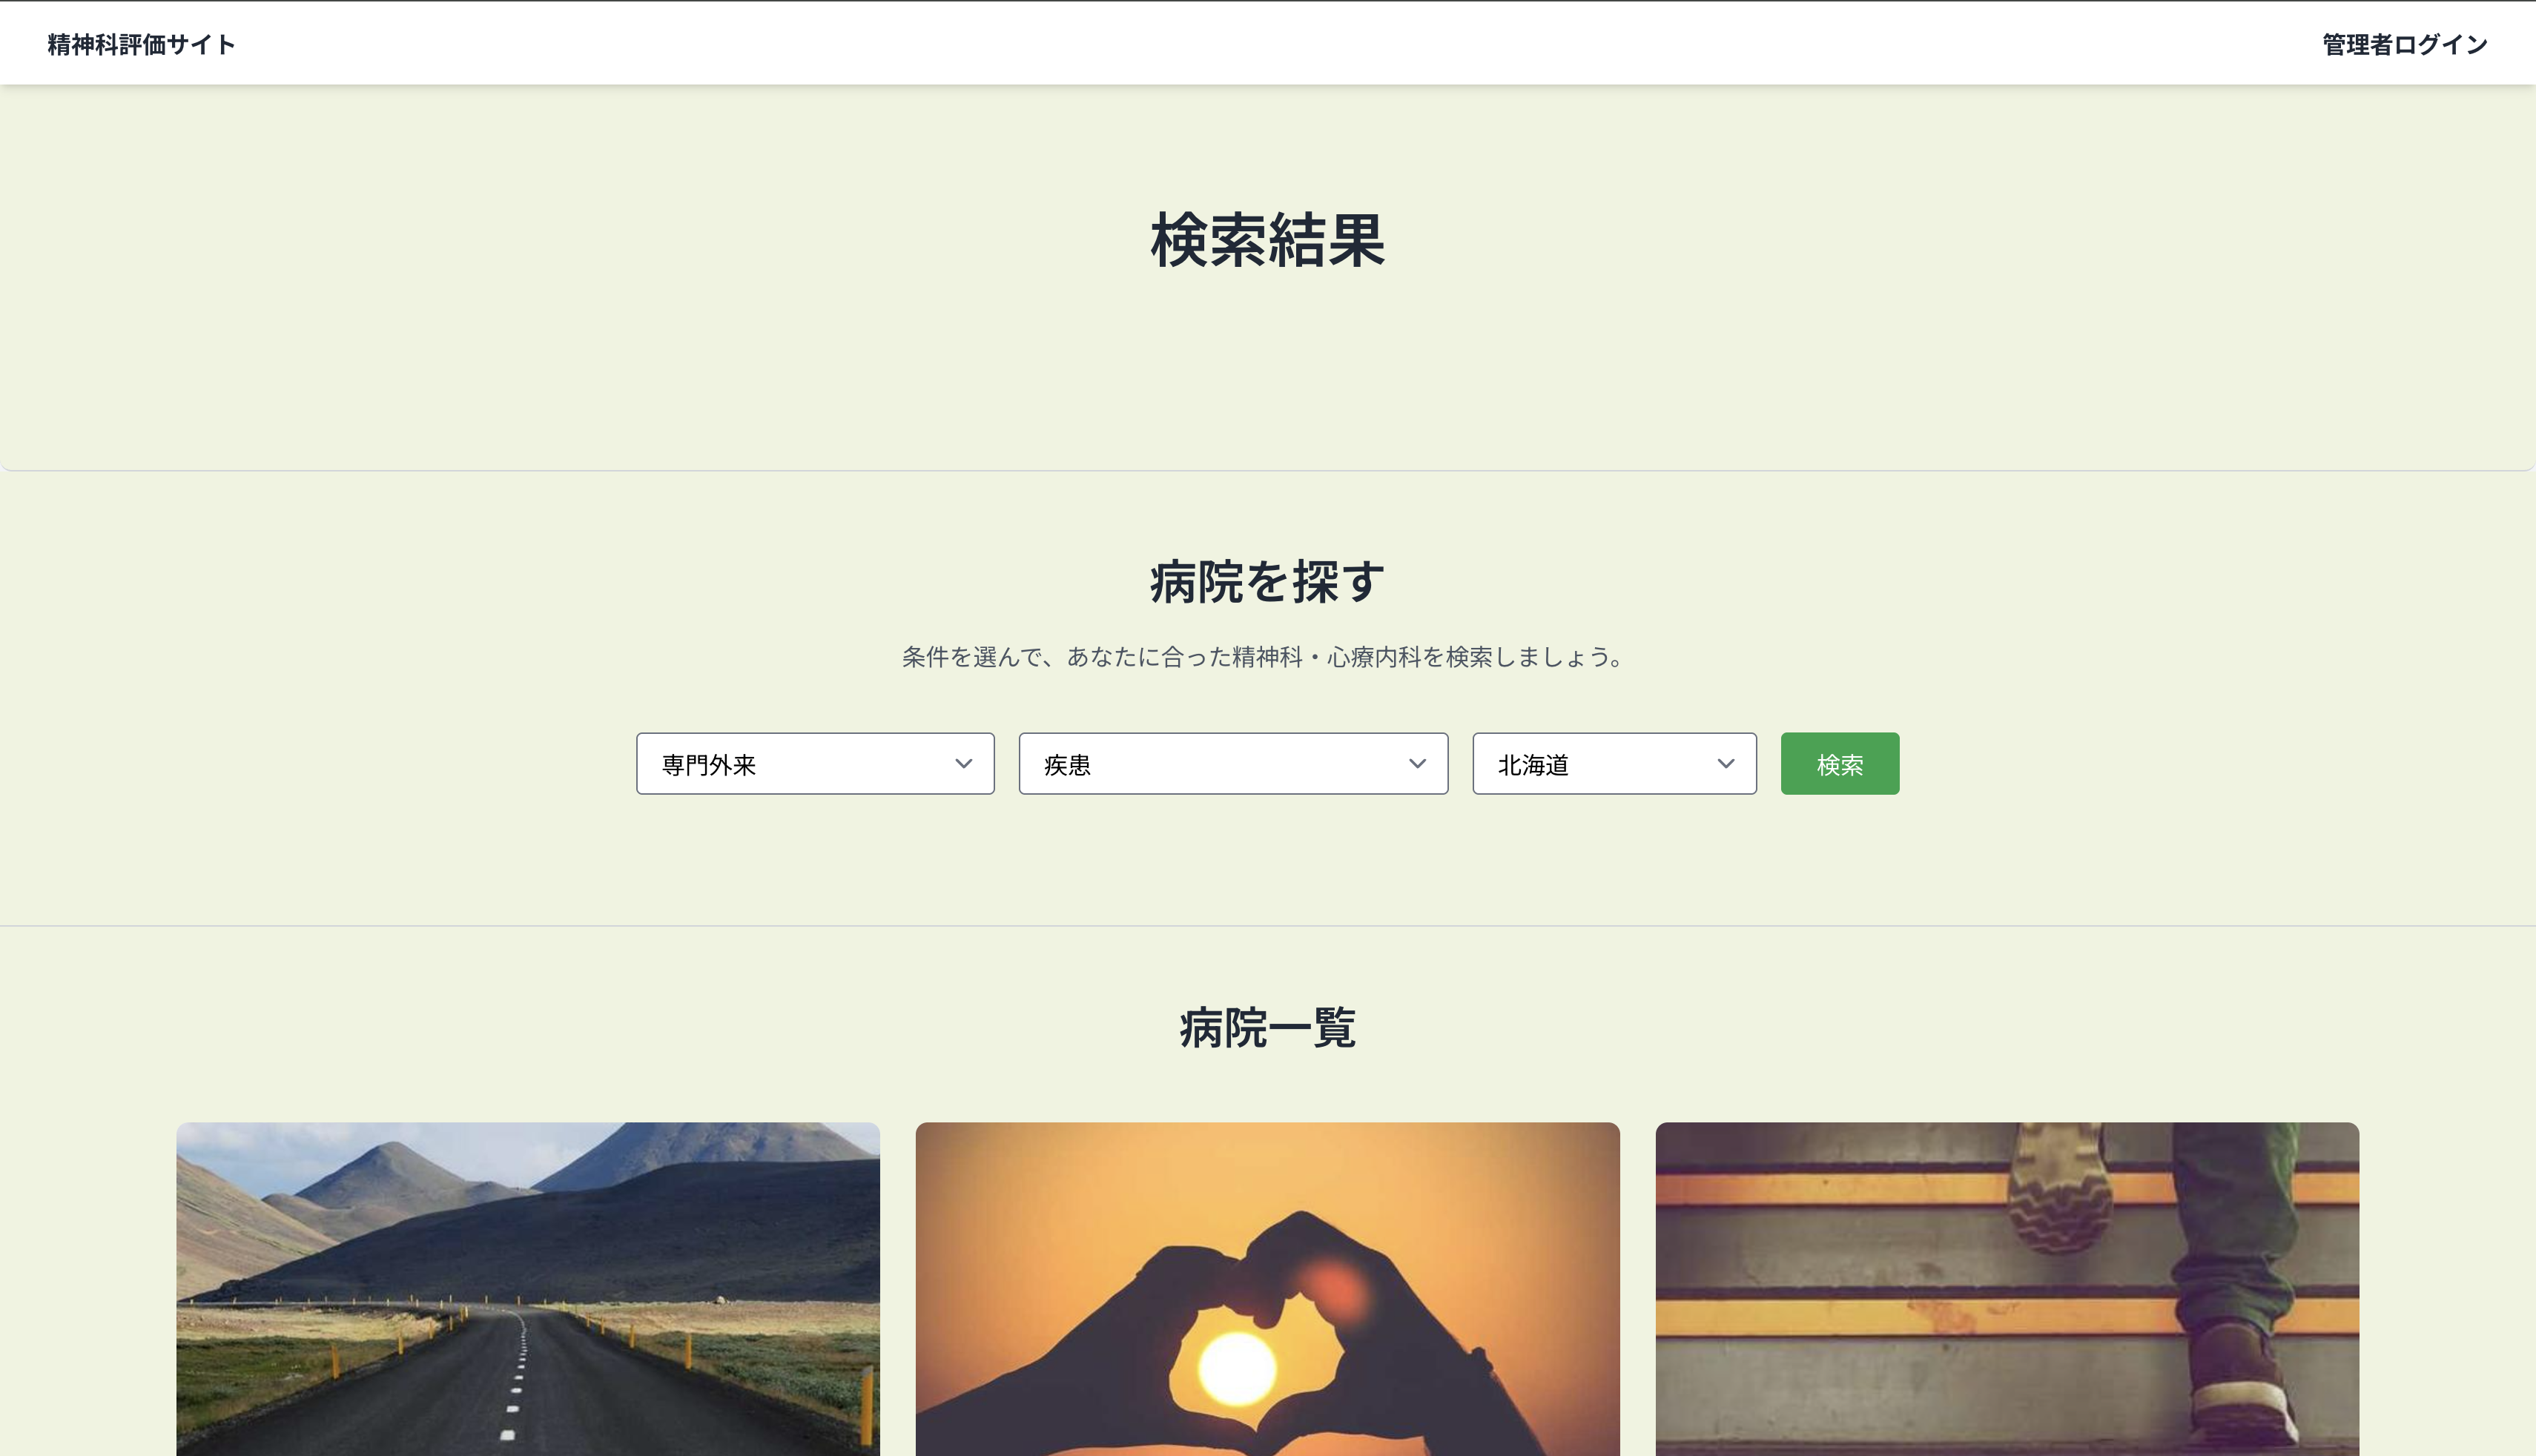 精神科評価サイト
管理者ログイン
検索結果
病院を探す
条件を選んで、あなたに合った精神科・心療内科を検索しましょう。
専門外来
疾患
北海道
検索
病院一覧